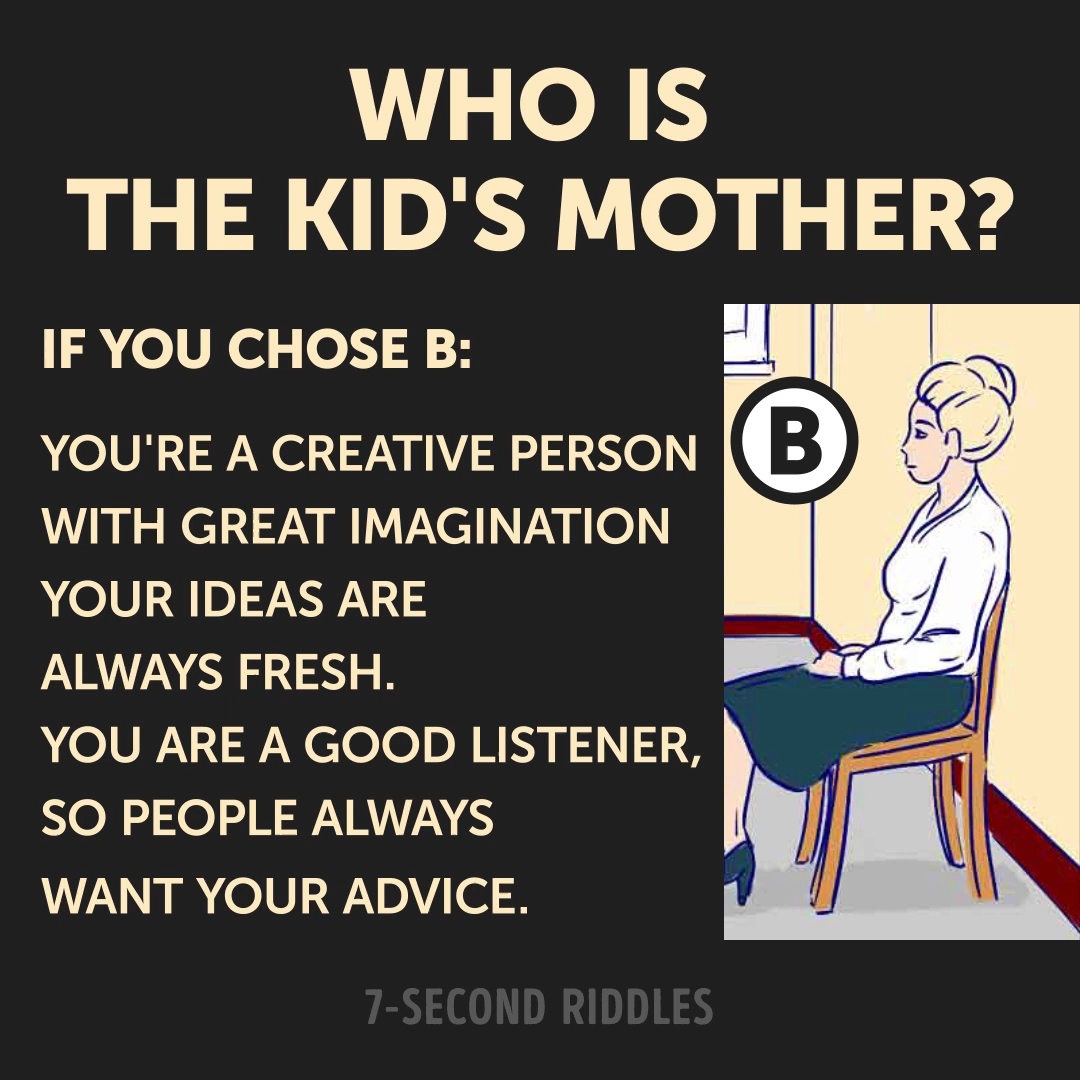 WHO IS
THE KID'S MOTHER?
IF YOU CHOSE B:
YOU'RE A CREATIVE PERSON
WITH GREAT IMAGINATION
YOUR IDEAS ARE
ALWAYS FRESH.
YOU ARE A GOOD LISTENER,
SO PEOPLE ALWAYS
WANT YOUR ADVICE.
B
7-SECOND RIDDLES